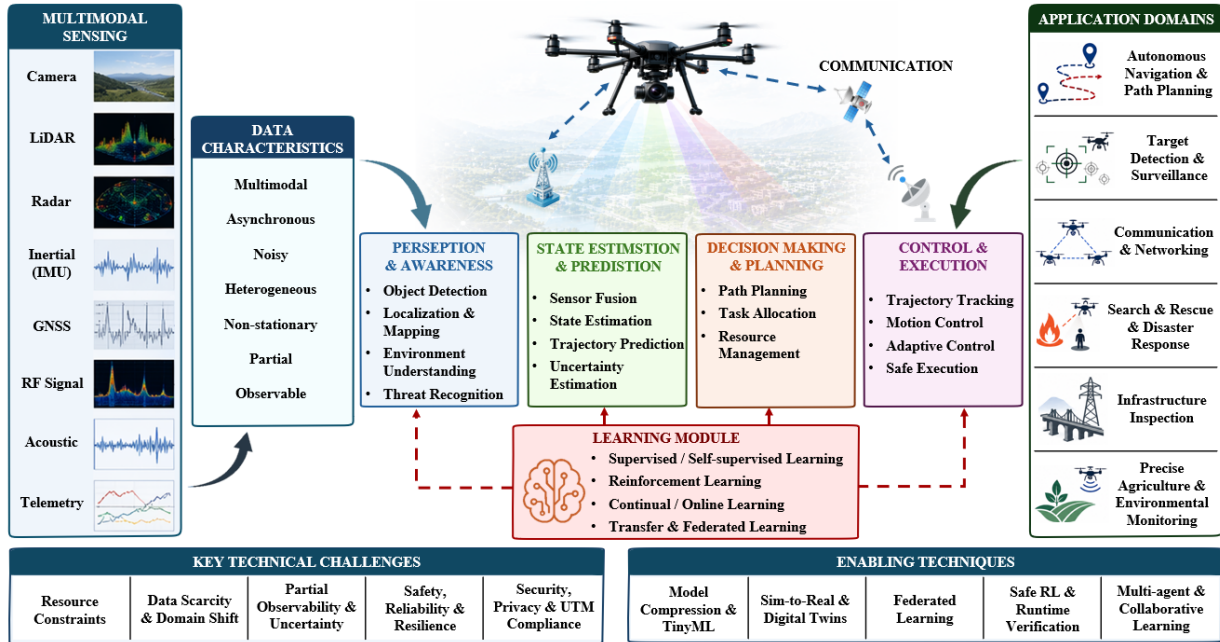 MULTIMODAL
SENSING
Camera
LiDAR
Radar
Inertial
(IMU)
GNSS
RF Signal
Acoustic
Telemetry
DATA
CHARACTERISTICS
Multimodal
Asynchronous
Noisy
Heterogeneous
Non-stationary
Partial
Observable
COMMUNICATION
PERSEPTION
& AWARENESS
• Object Detection
• Localization &
Mapping
• Environment
Understanding
• Threat Recognition
STATE ESTIMSTION
& PREDISTION
• Sensor Fusion
• State Estimation
• Trajectory Prediction
• Uncertainty
Estimation
DECISION MAKING
& PLANNING
• Path Planning
• Task Allocation
• Resource
Management
CONTROL &
EXECUTION
• Trajectory Tracking
• Motion Control
• Adaptive Control
• Safe Execution
LEARNING MODULE
• Supervised / Self-supervised Learning
• Reinforcement Learning
• Continual / Online Learning
• Transfer & Federated Learning
APPLICATION DOMAINS
Autonomous
Navigation &
Path Planning
Target
Detection &
Surveillance
Communication
& Networking
Search & Rescue
& Disaster
Response
Infrastructure
Inspection
Precise
Agriculture &
Environmental
Monitoring
KEY TECHNICAL CHALLENGES
Resource
Constraints
Data Scarcity
& Domain Shift
Partial
Observability &
Uncertainty
Safety,
Reliability &
Resilience
Security,
Privacy & UTM
Compliance
ENABLING TECHNIQUES
Model
Compression &
TinyML
Sim-to-Real &
Digital Twins
Federated
Learning
Safe RL &
Runtime
Verification
Multi-agent &
Collaborative
Learning